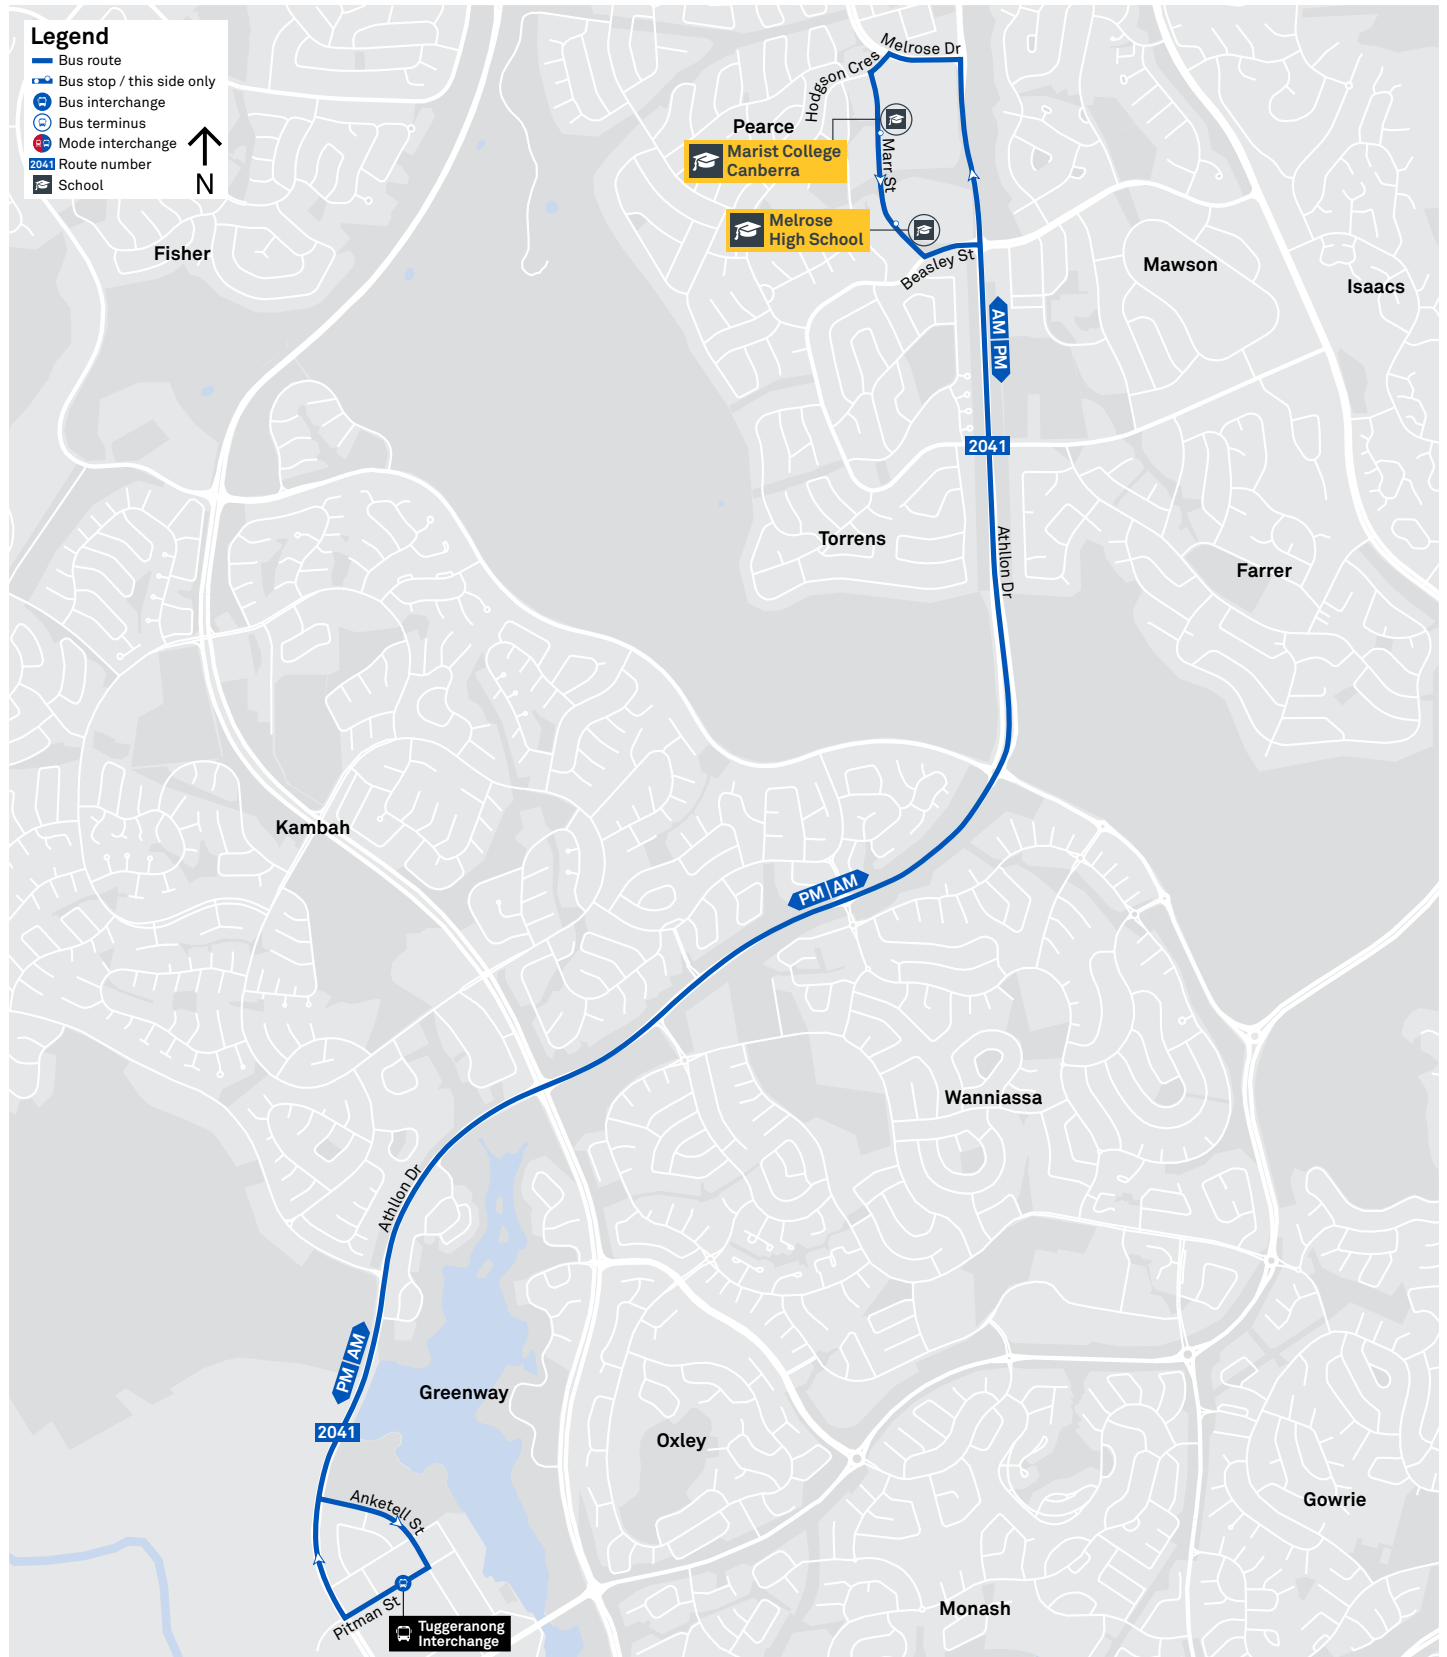 Legend
Bus route
Bus stop / this side only
Bus interchange
Bus terminus
Mode interchange
2041 Route number
School
N
Melrose Dr
Hodgson Cres
Pearce
Marist College
Canberra
Marr St
Melrose
High School
Beasley St
Fisher
Mawson
Isaacs
AM | PM
2041
Torrens
Athllon Dr
Farrer
Kambah
PM | AM
Wanniassa
Athllon Dr
PM | AM
Greenway
2041
Oxley
Anketell St
Gowrie
Pitman St
Tuggeranong
Interchange
Monash